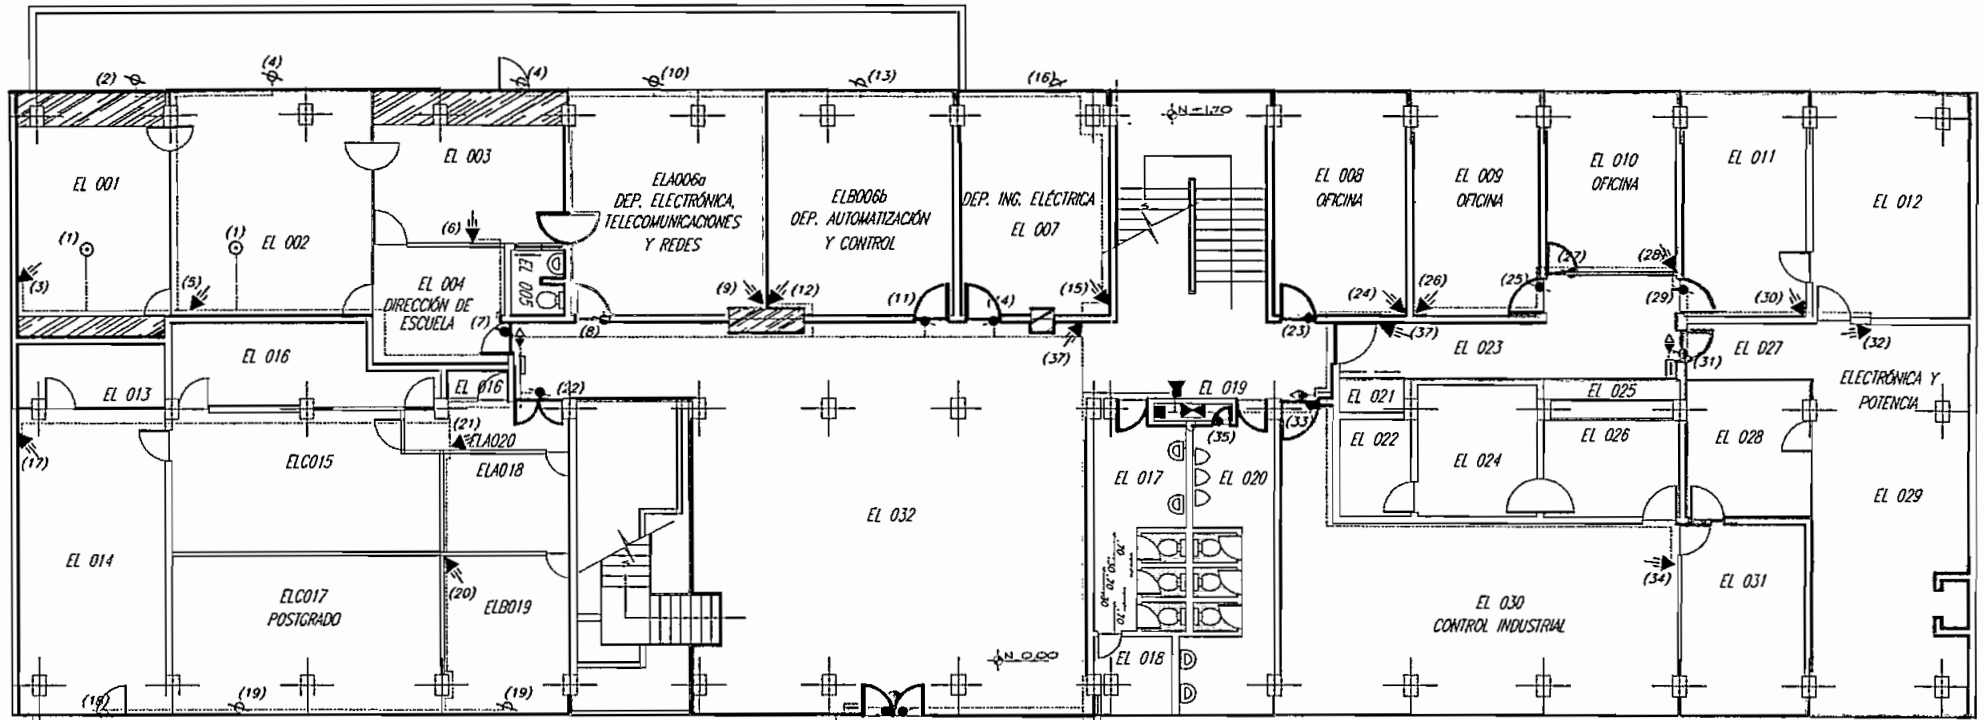 (2)
(4)
(4)
(10)
(13)
(16)
N -1.70
EL 001
EL 002
EL 003
ELA006a
DEP. ELECTRÓNICA,
TELECOMUNICACIONES
Y REDES
ELB006b
DEP. AUTOMATIZACIÓN
Y CONTROL
DEP. ING. ELÉCTRICA
EL 007
EL 008
OFICINA
EL 009
OFICINA
EL 010
OFICINA
EL 011
EL 012
(1)
(1)
(3)
(5)
(6)
EL 004
DIRECCIÓN DE
ESCUELA
EL
005
(7)
(8)
(9)
(12)
(11)
(14)
(15)
(37)
S
(23)
(24)
(26)
(37)
(25)
(27)
(28)
(29)
(30)
(31)
(32)
EL 016
EL 013
EL 016
(22)
EL 019
EL 023
EL D27
ELECTRÓNICA Y
POTENCIA
EL 021
EL 022
EL 024
EL 025
EL 026
EL 028
EL 029
(17)
(21)
ELA020
ELC015
ELA018
EL 032
EL 017
EL 020
(35)
(33)
EL 014
ELC017
POSTGRADO
(20)
ELB019
S
N 0.00
EL 018
EL 030
CONTROL INDUSTRIAL
(34)
EL 031
(18)
(19)
(19)